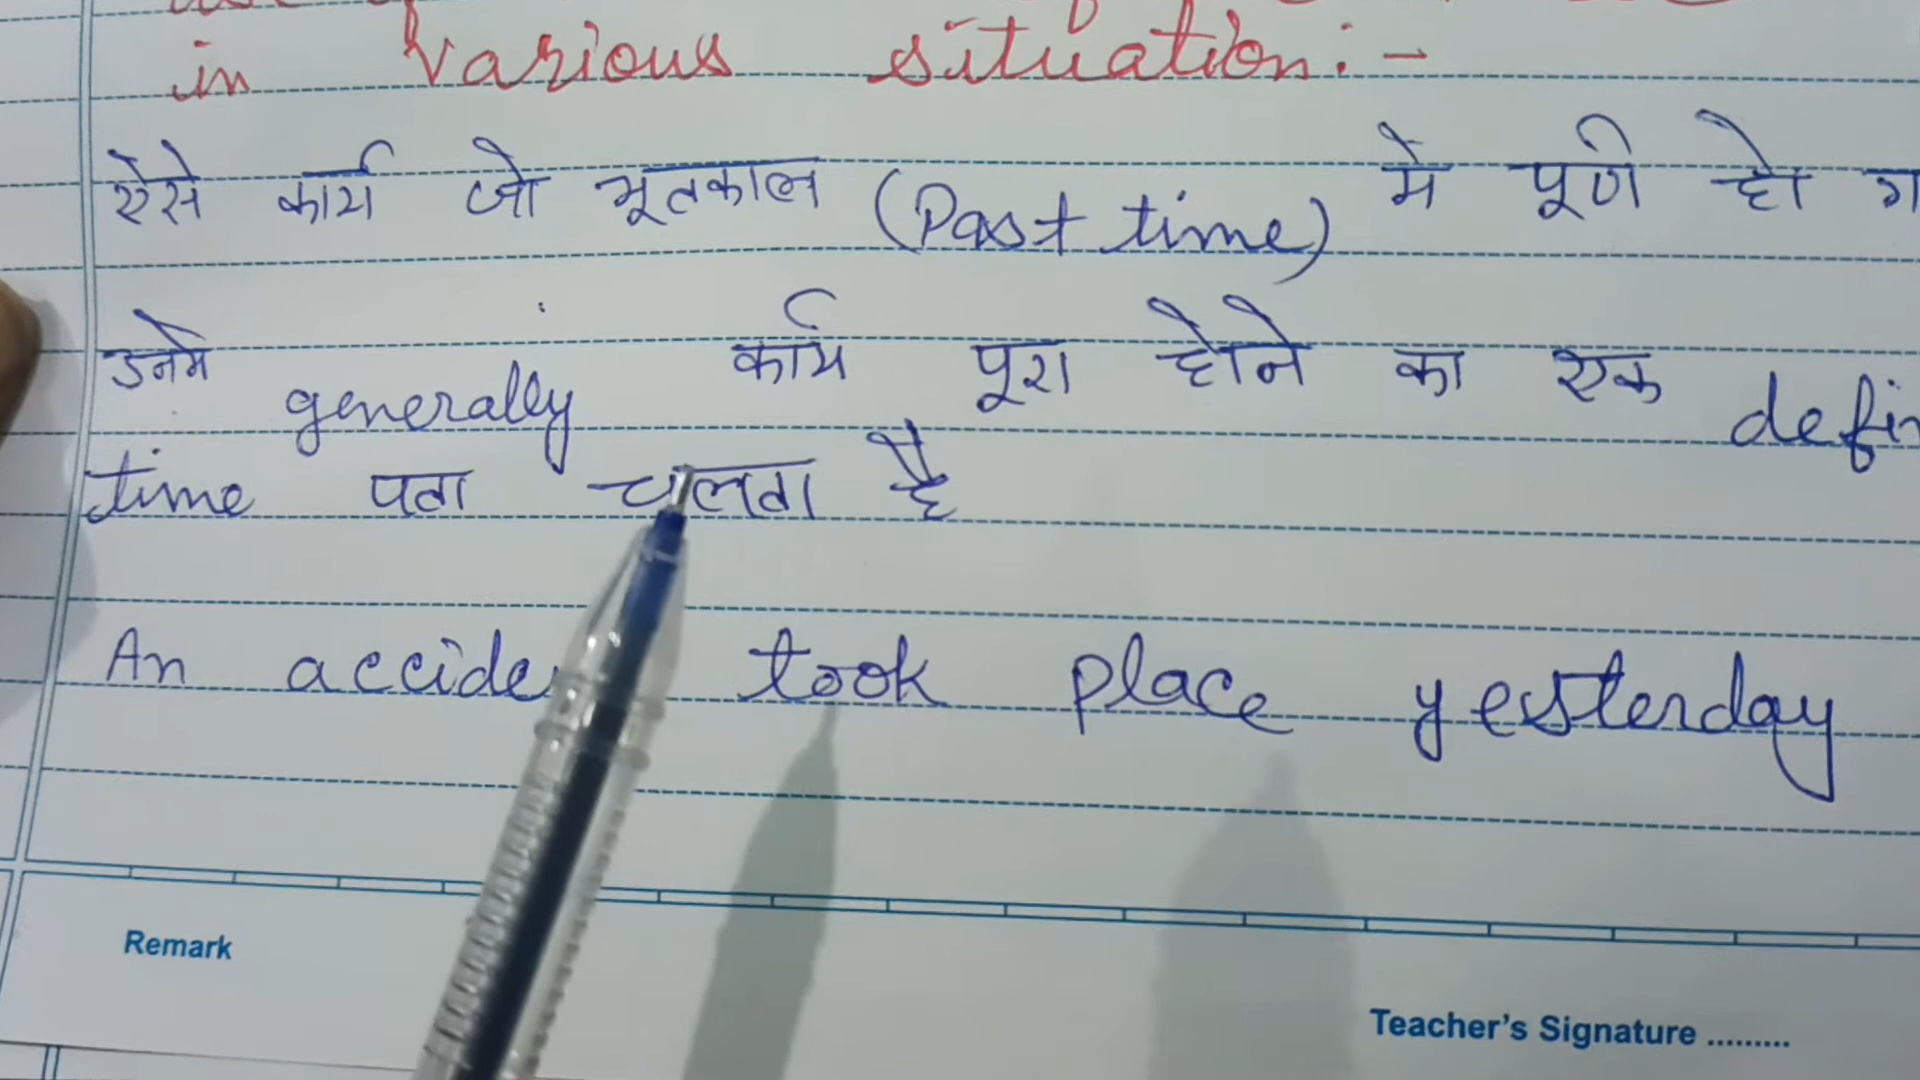 in various situation:-
ऐसे कार्य जो भूतकाल (Past time) में पूर्ण हो ग
उनमें generally कार्य पूरा होने का एक defin
time पता चलता है
An accide took place yesterday
Remark
Teacher's Signature .........